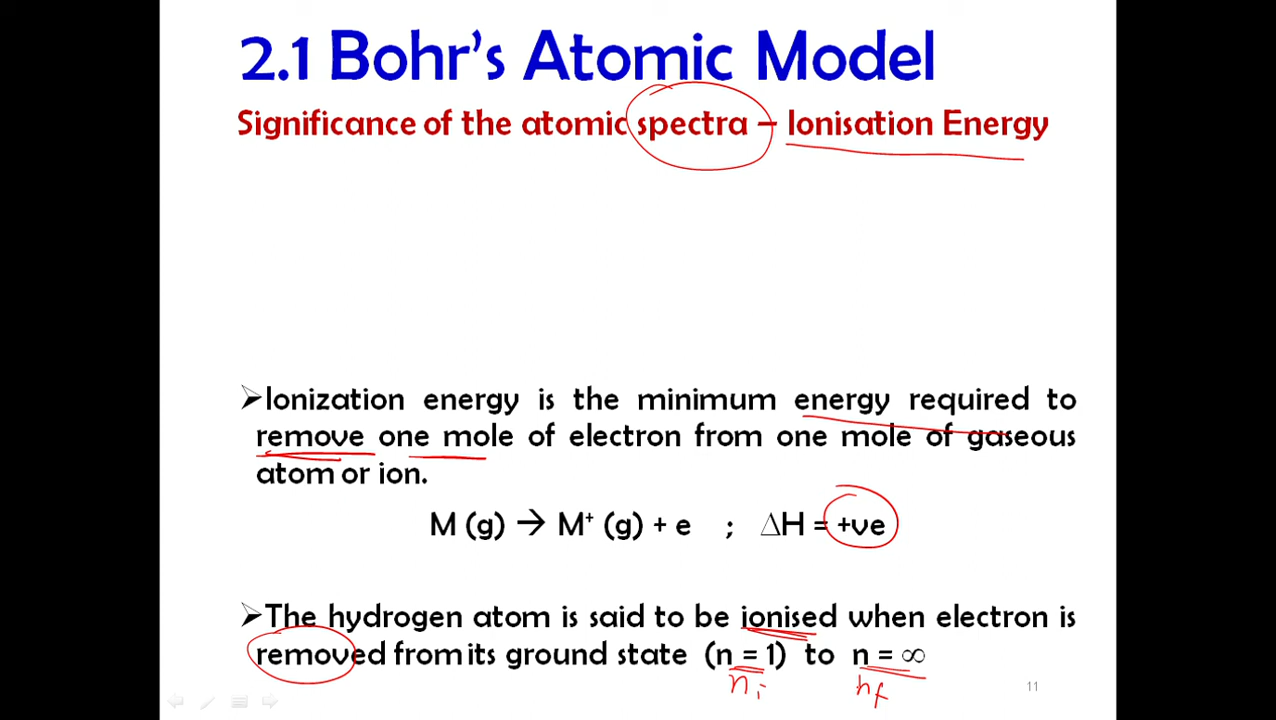 2.1 Bohr's Atomic Model
Significance of the atomic spectra – Ionisation Energy
➢Ionization energy is the minimum energy required to
remove one mole of electron from one mole of gaseous
atom or ion.
M (g) → M⁺ (g) + e ; ∆H = +ve
➢The hydrogen atom is said to be ionised when electron is
removed from its ground state (n = 1) to n = ∞
nᵢ nf
11